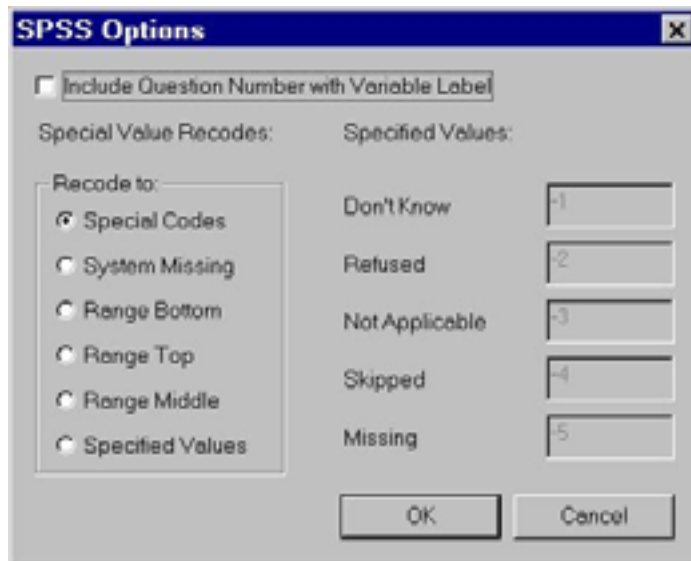 SPSS Options
Include Question Number with Variable Label
Special Value Recodes:
Specified Values:
Recode to:
Special Codes
System Missing
Range Bottom
Range Top
Range Middle
Specified Values
Don't Know -1
Refused -2
Not Applicable -3
Skipped -4
Missing -5
OK Cancel